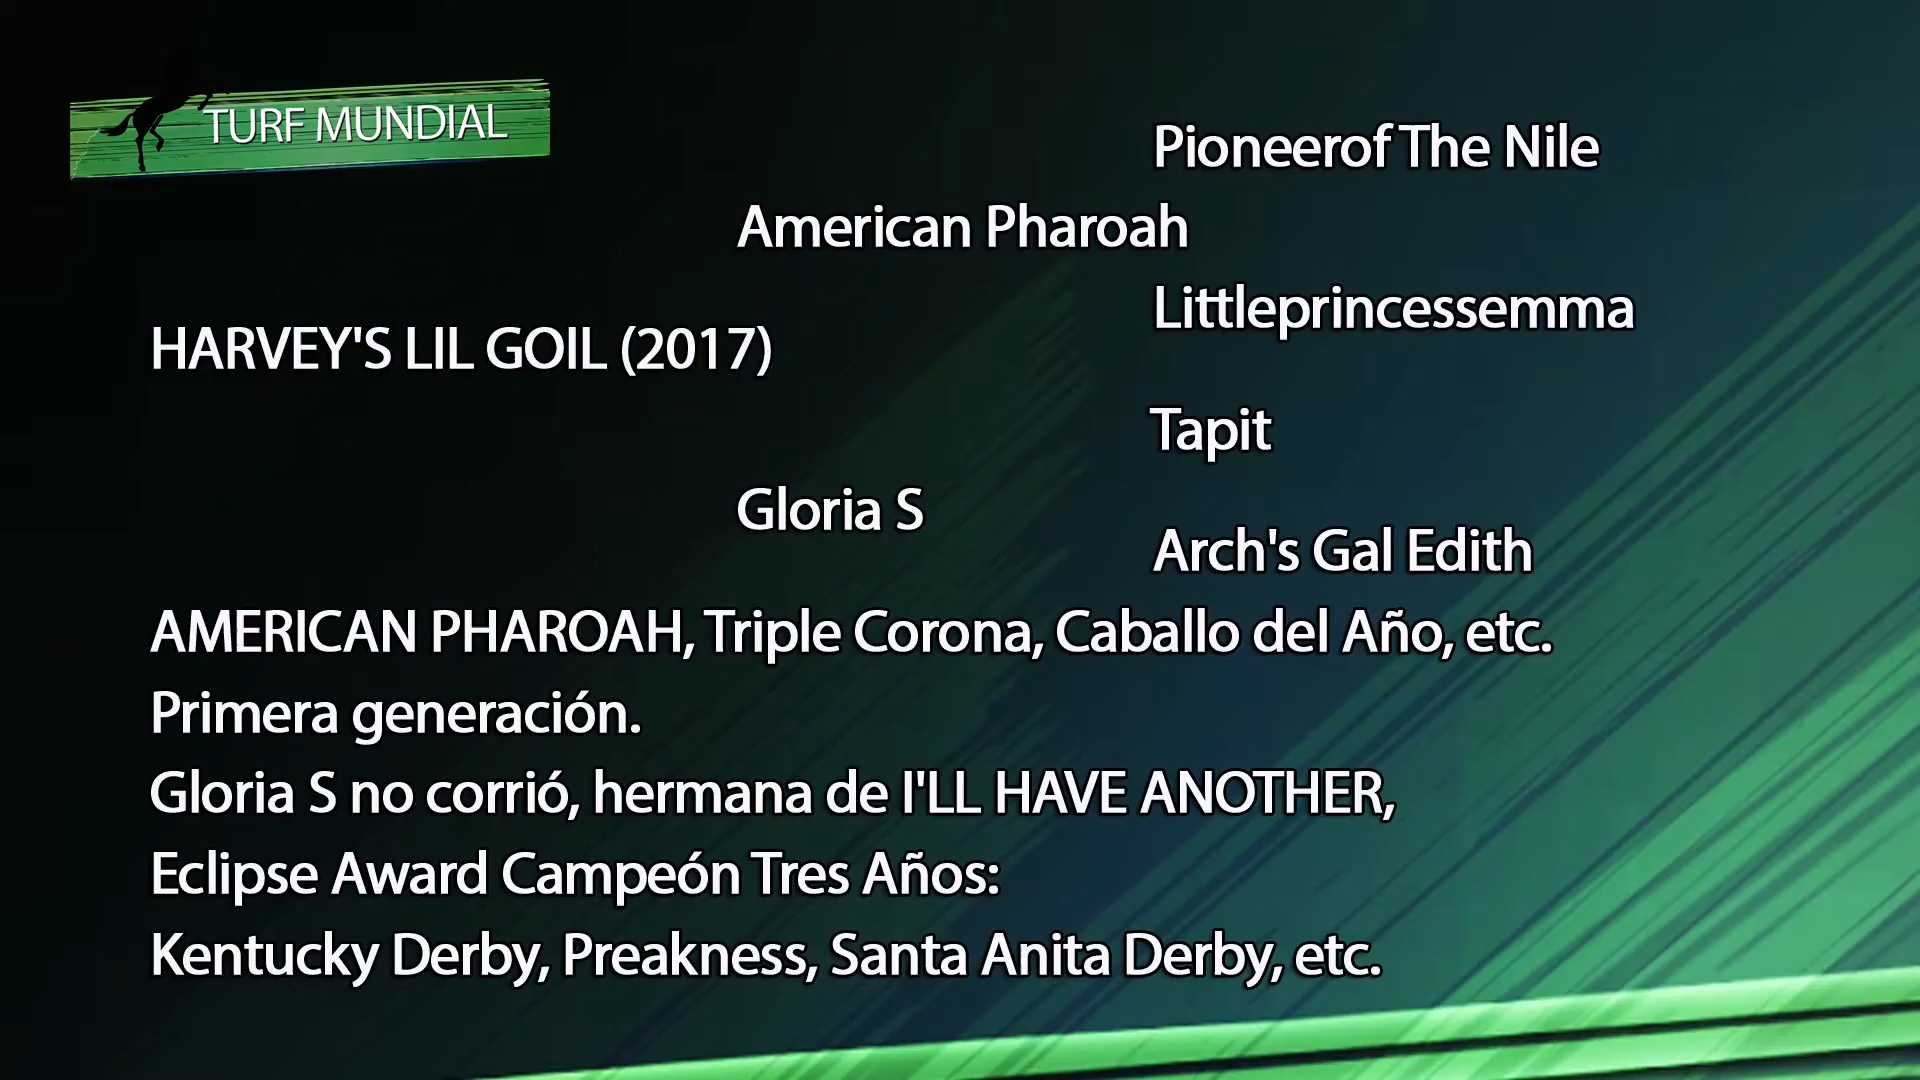 TURF MUNDIAL
Pioneerof The Nile
American Pharoah
Littleprincessemma
HARVEY'S LIL GOIL (2017)
Tapit
Gloria S
Arch's Gal Edith
AMERICAN PHAROAH, Triple Corona, Caballo del Año, etc.
Primera generación.
Gloria S no corrió, hermana de I'LL HAVE ANOTHER,
Eclipse Award Campeón Tres Años:
Kentucky Derby, Preakness, Santa Anita Derby, etc.